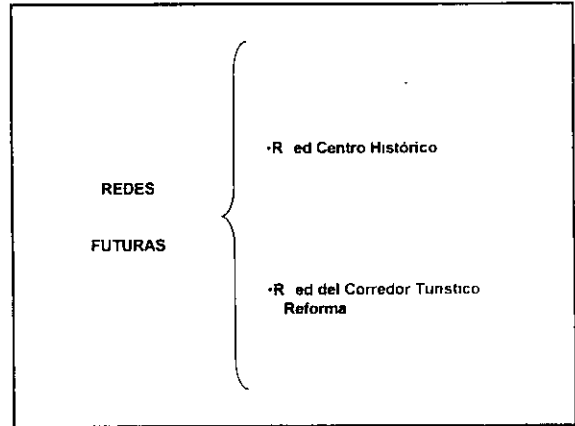 REDES
FUTURAS
•R ed Centro Histórico
•R ed del Corredor Turístico
Reforma